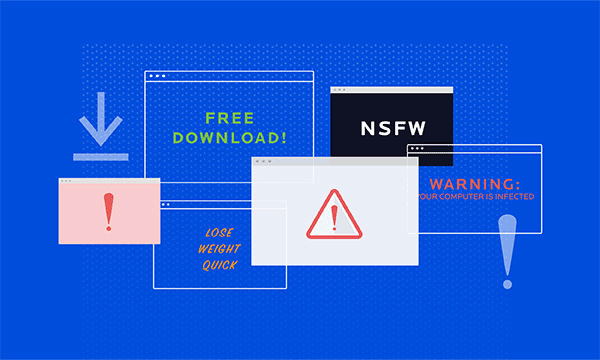 FREE
DOWNLOAD!
NSFW
WARNING:
YOUR COMPUTER IS INFECTED
LOSE
WEIGHT
QUICK